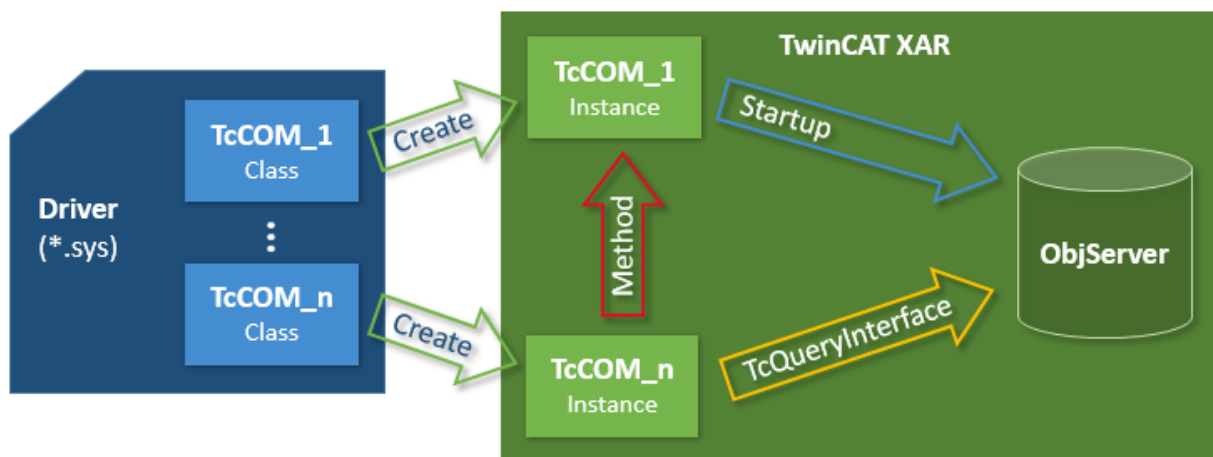 TwinCAT XAR
Driver
(*.sys)
TcCOM_1
Class
TcCOM_n
Class
Create
Create
TcCOM_1
Instance
Method
TcCOM_n
Instance
Startup
TcQueryInterface
ObjServer